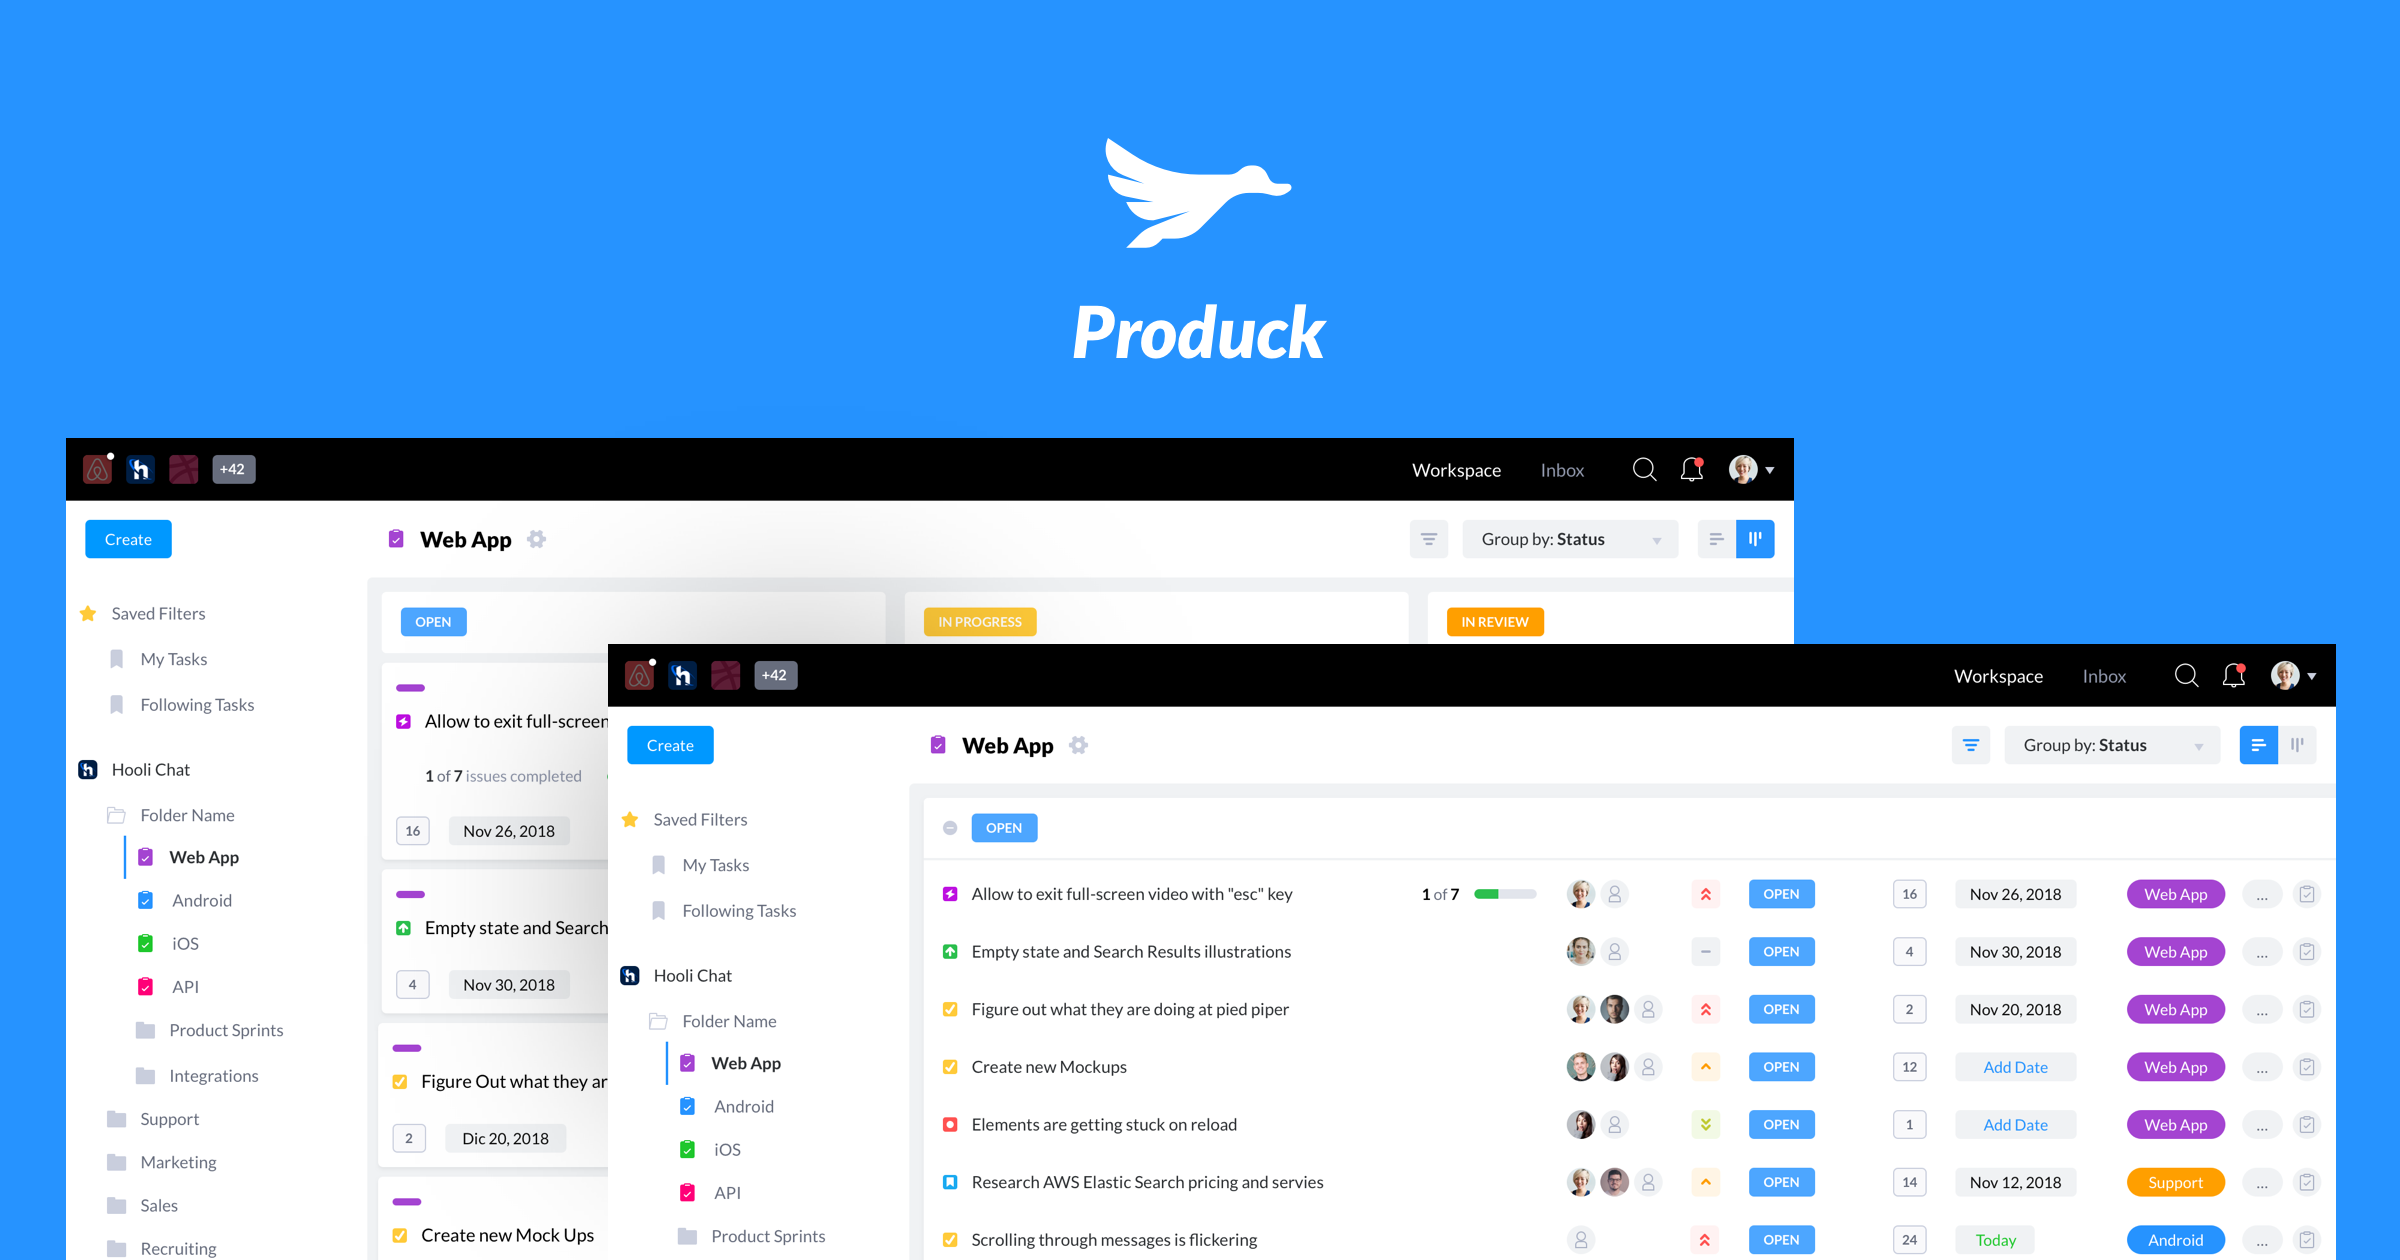 Produck
+42
Workspace
Inbox
Create
Web App
Group by: Status
Saved Filters
My Tasks
Following Tasks
Hooli Chat
Folder Name
Web App
Android
iOS
API
Product Sprints
Integrations
Support
Marketing
Sales
Recruiting
OPEN
IN PROGRESS
IN REVIEW
Allow to exit full-screen
1 of 7 issues completed
16 Nov 26, 2018
Empty state and Search
4 Nov 30, 2018
Figure Out what they ar
2 Dic 20, 2018
Create new Mock Ups
+42
Workspace
Inbox
Create
Web App
Group by: Status
Saved Filters
My Tasks
Following Tasks
Hooli Chat
Folder Name
Web App
Android
iOS
API
Product Sprints
OPEN
Allow to exit full-screen video with "esc" key 1 of 7 OPEN 16 Nov 26, 2018 Web App ...
Empty state and Search Results illustrations OPEN 4 Nov 30, 2018 Web App ...
Figure out what they are doing at pied piper OPEN 2 Nov 20, 2018 Web App ...
Create new Mockups OPEN 12 Add Date Web App ...
Elements are getting stuck on reload OPEN 1 Add Date Web App ...
Research AWS Elastic Search pricing and servies OPEN 14 Nov 12, 2018 Support ...
Scrolling through messages is flickering OPEN 24 Today Android ...